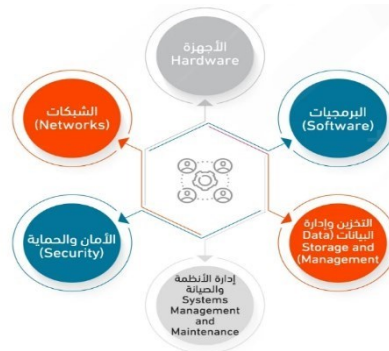 الأجهزة
Hardware
الشبكات
(Networks)
البرمجيات
(Software)
الأمان والحماية
(Security)
التخزين وإدارة
البيانات (Data
Storage and
Management)
إدارة الأنظمة
والصيانة
Systems
Management
and
Maintenance